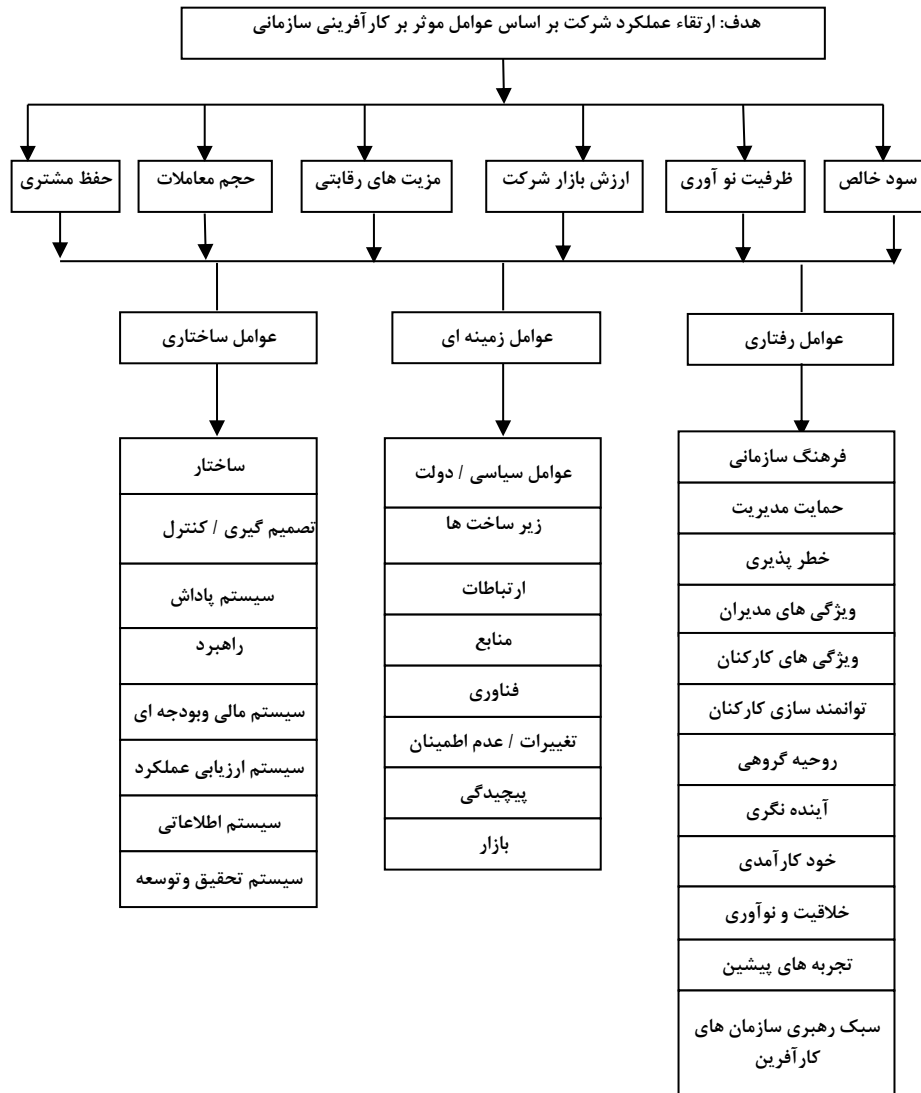 هدف: ارتقاء عملکرد شرکت بر اساس عوامل موثر بر کارآفرینی سازمانی
سود خالص
ظرفیت نو آوری
ارزش بازار شرکت
مزیت های رقابتی
حجم معاملات
حفظ مشتری
عوامل رفتاری
عوامل زمینه ای
عوامل ساختاری
فرهنگ سازمانی
حمایت مدیریت
خطر پذیری
ویژگی های مدیران
ویژگی های کارکنان
توانمند سازی کارکنان
روحیه گروهی
آینده نگری
خود کارآمدی
خلاقیت و نوآوری
تجربه های پیشین
سبک رهبری سازمان های
کارآفرین
عوامل سیاسی / دولت
زیر ساخت ها
ارتباطات
منابع
فناوری
تغییرات / عدم اطمینان
پیچیدگی
بازار
ساختار
تصمیم گیری / کنترل
سیستم پاداش
راهبرد
سیستم مالی وبودجه ای
سیستم ارزیابی عملکرد
سیستم اطلاعاتی
سیستم تحقیق وتوسعه